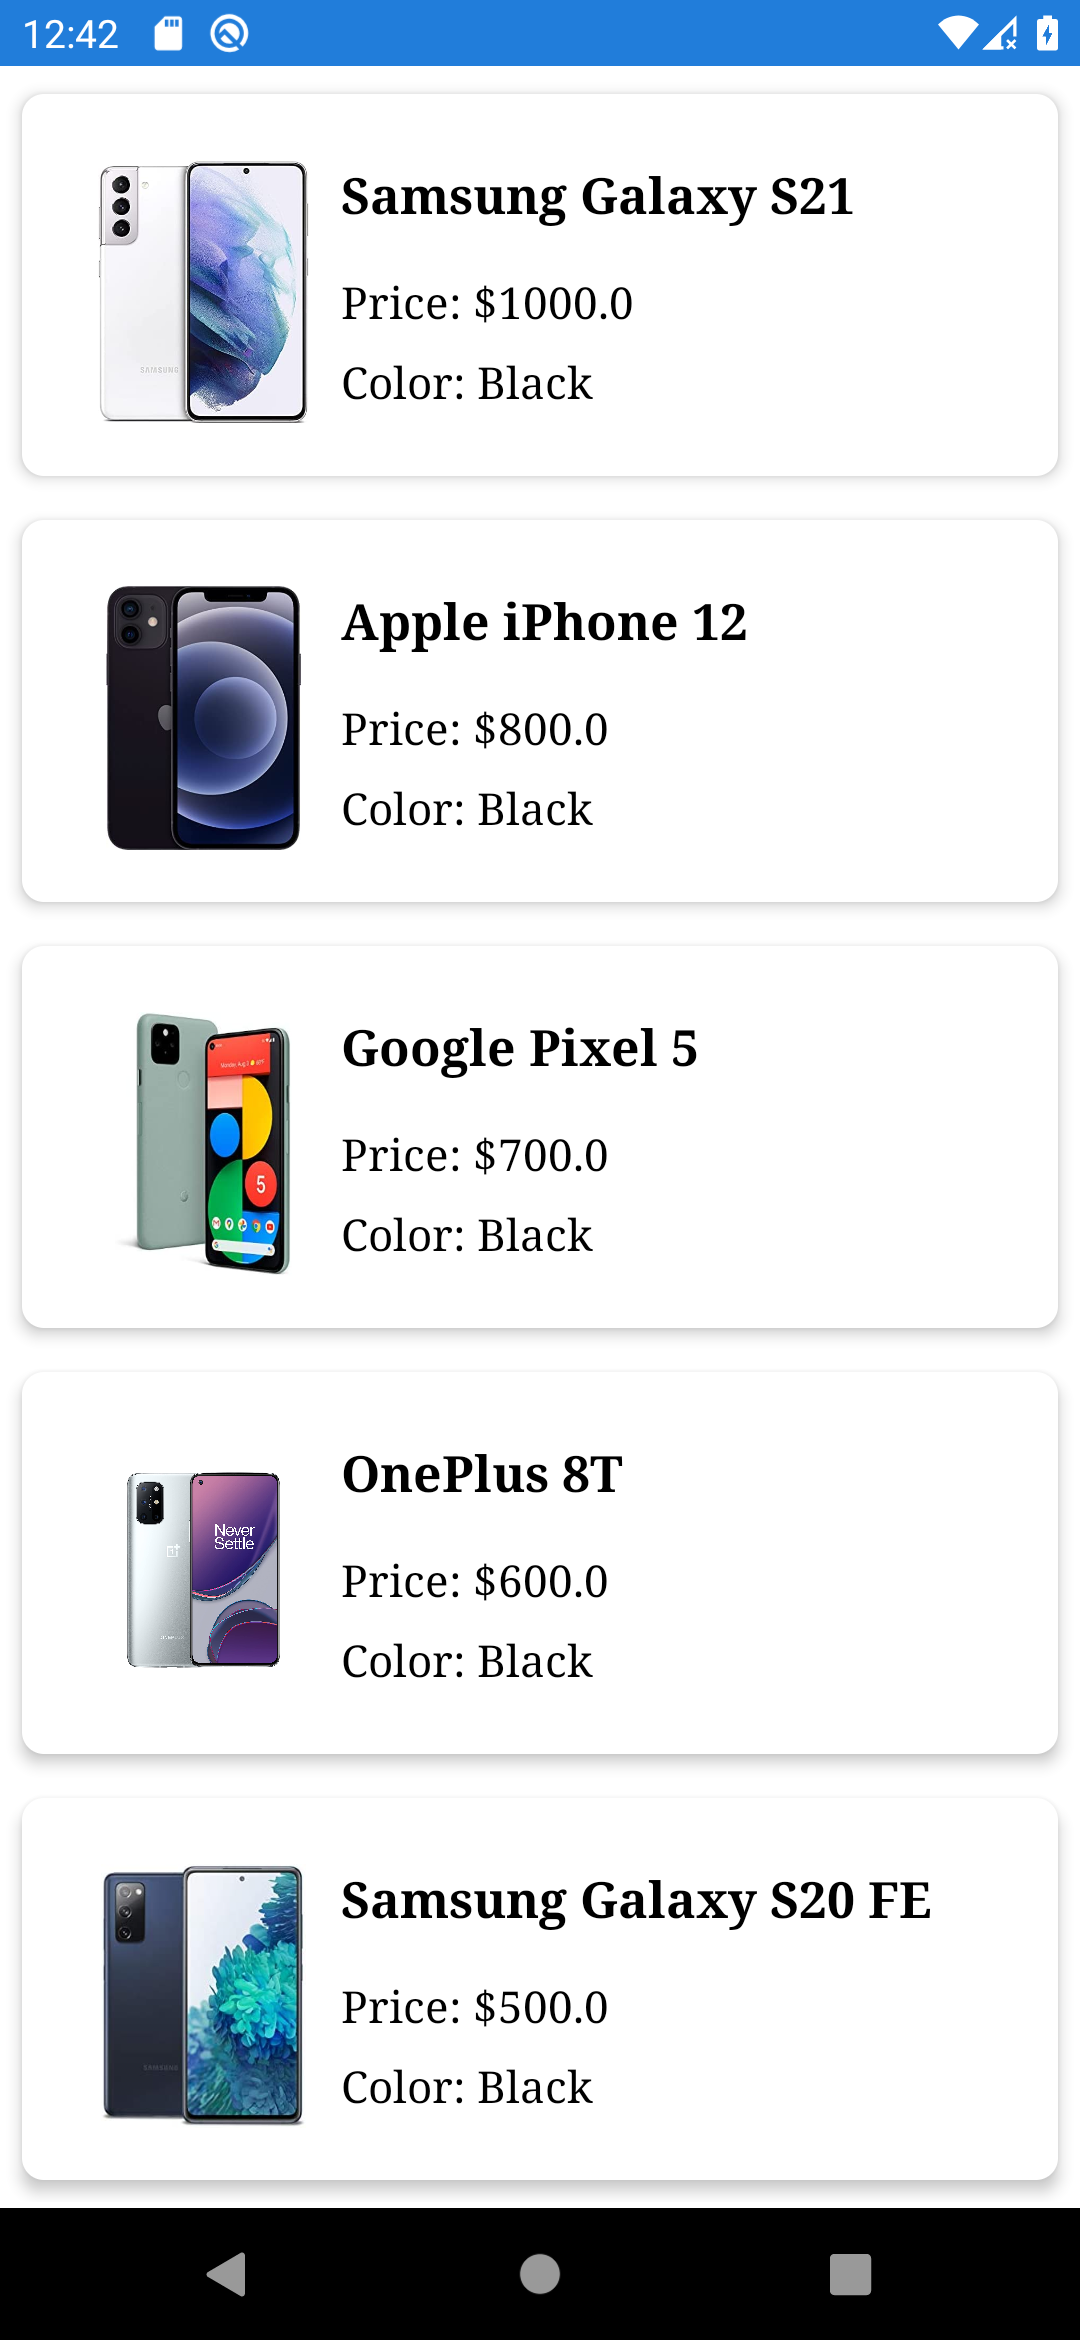 12:42
Samsung Galaxy S21
Price: $1000.0
Color: Black
SAMSUNG
Apple iPhone 12
Price: $800.0
Color: Black
Google Pixel 5
Price: $700.0
5
Color: Black
OnePlus 8T
Never
Settle
Price: $600.0
Color: Black
Samsung Galaxy S20 FE
Price: $500.0
SAMSUNG
Color: Black